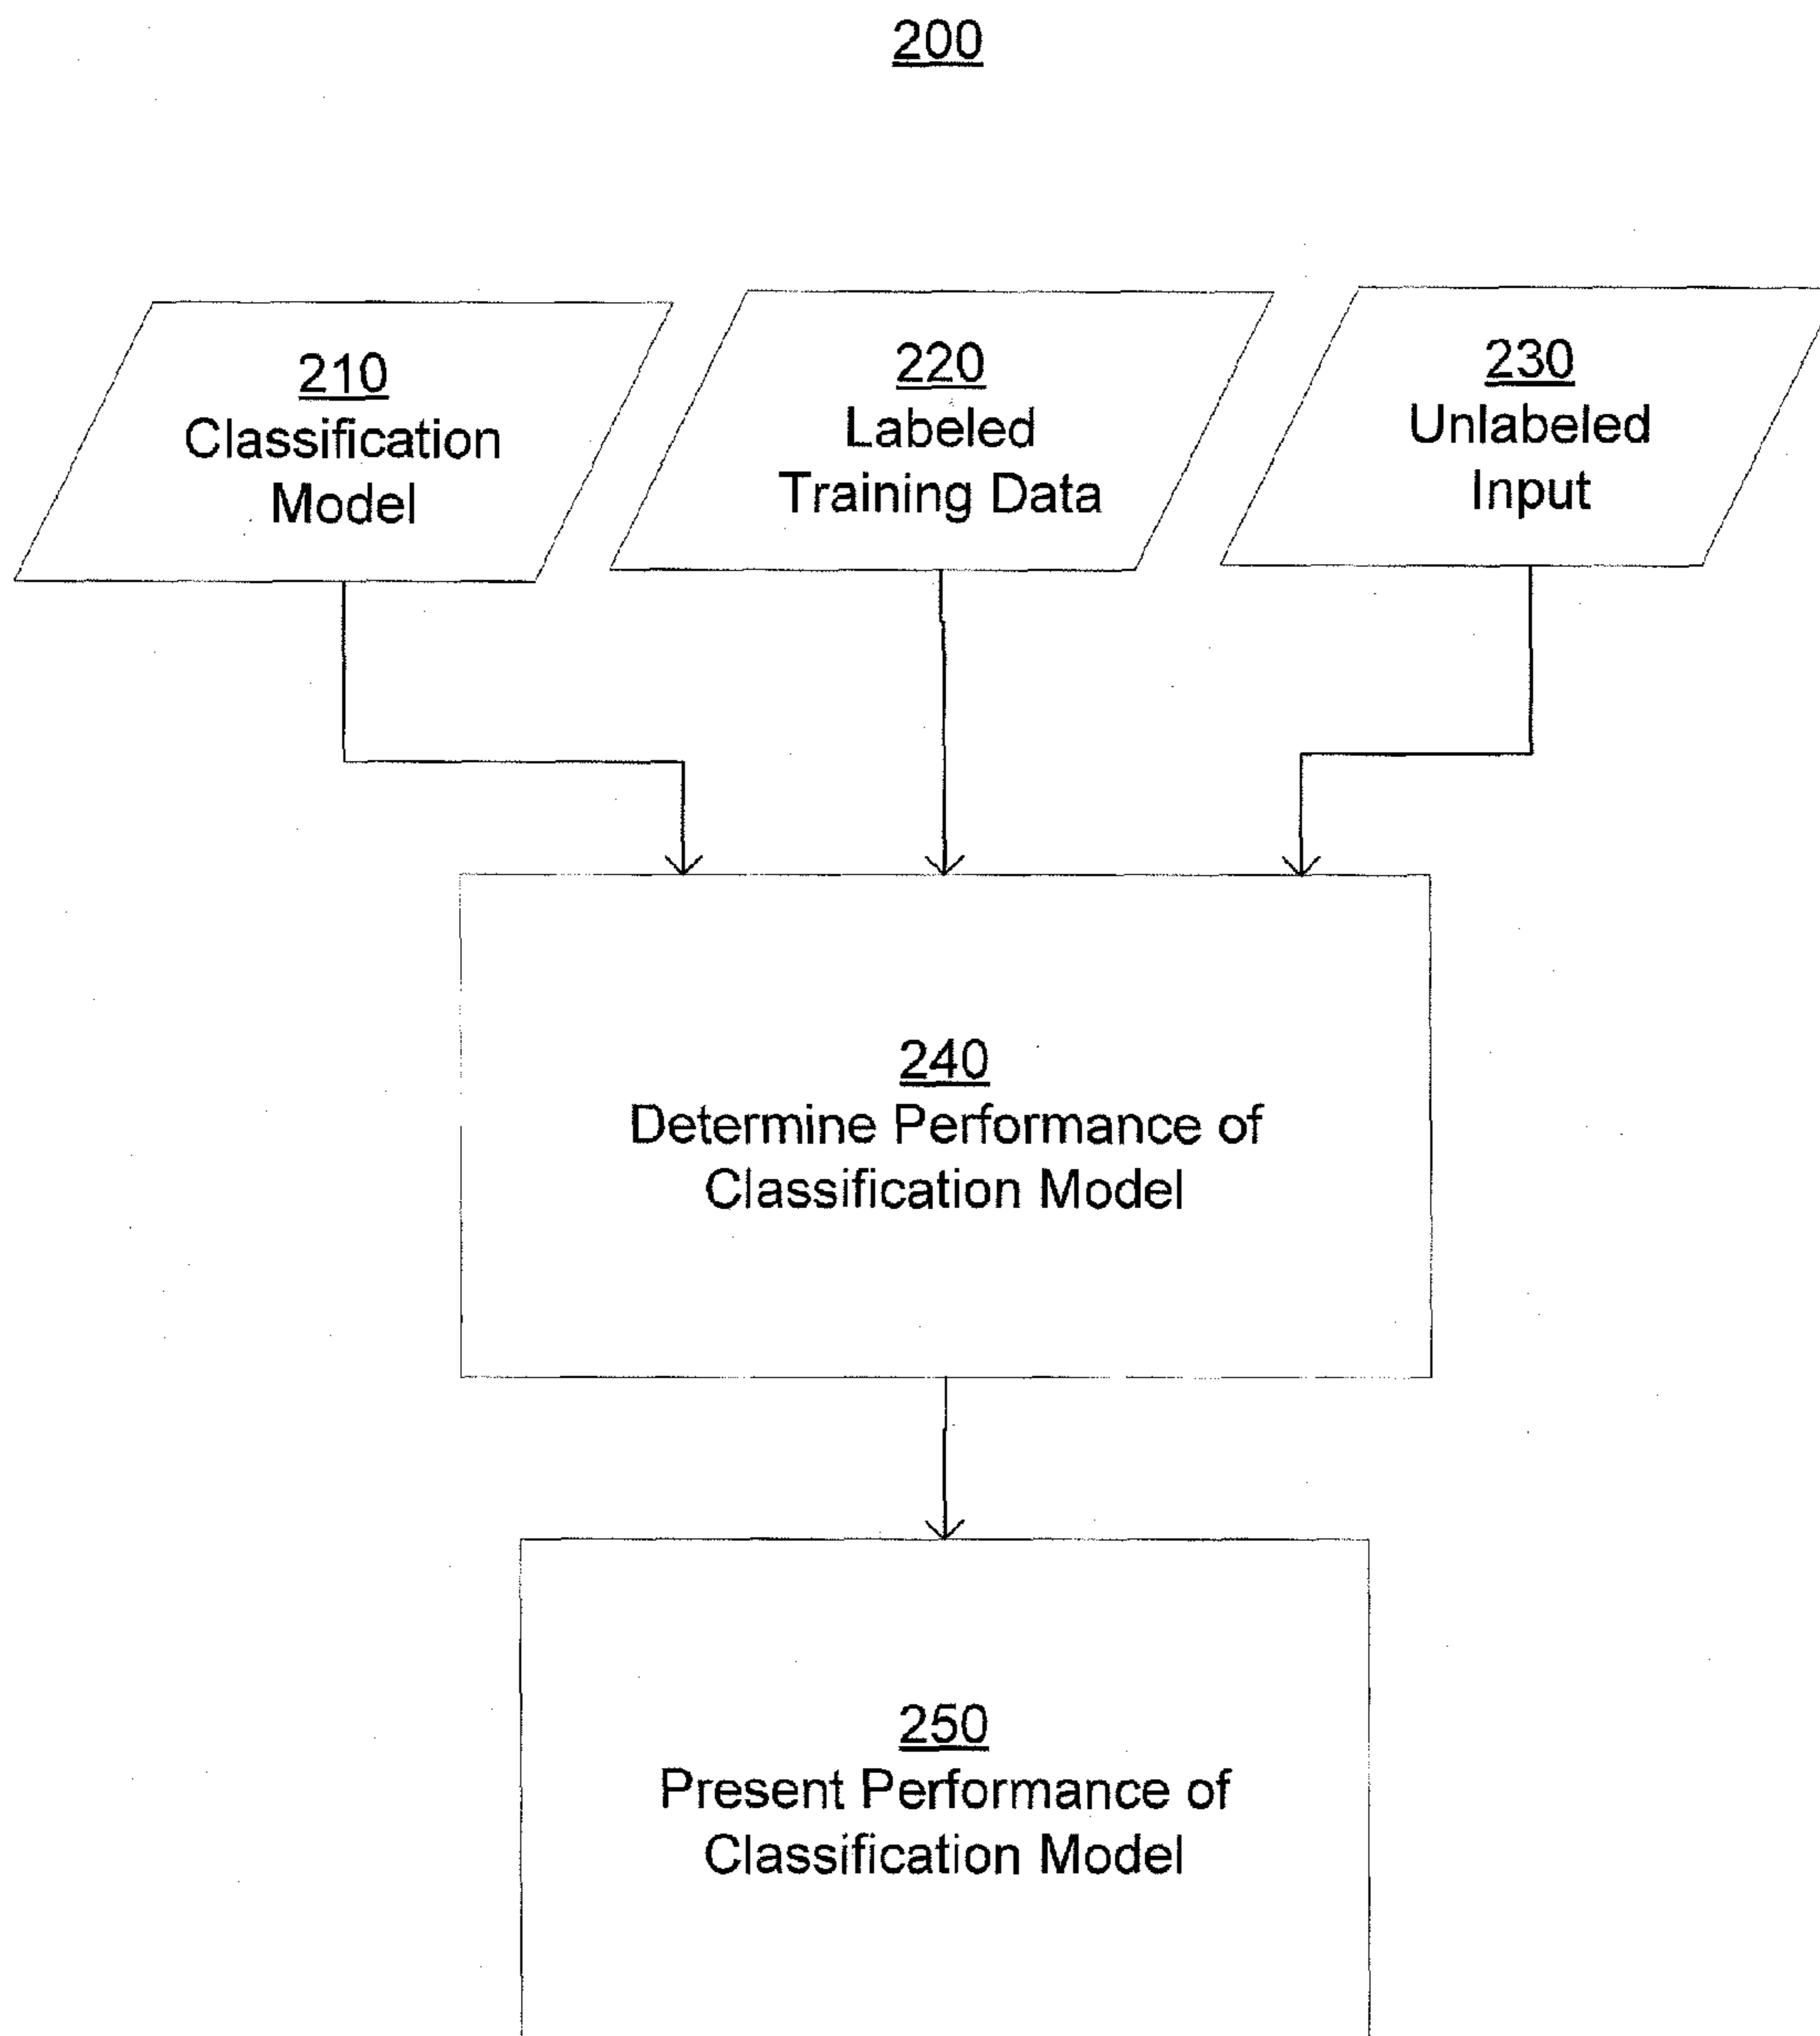 200
210
Classification
Model
220
Labeled
Training Data
230
Unlabeled
Input
240
Determine Performance of
Classification Model
250
Present Performance of
Classification Model